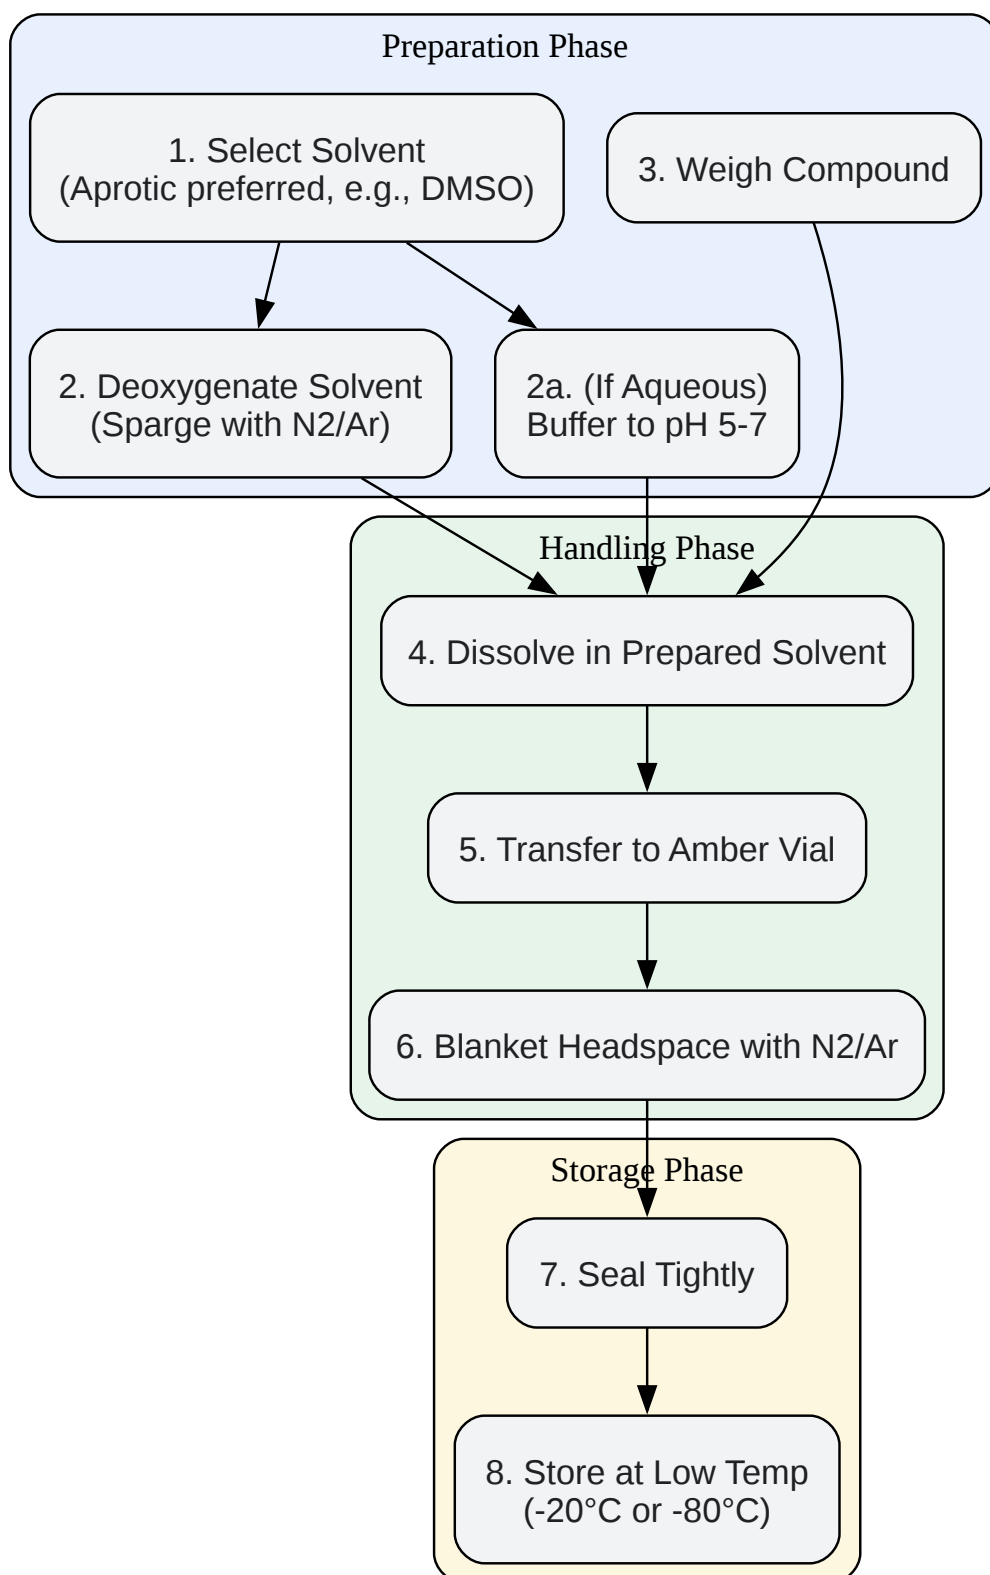 Preparation Phase
1. Select Solvent
(Aprotic preferred, e.g., DMSO)
3. Weigh Compound
2. Deoxygenate Solvent
(Sparge with N2/Ar)
2a. (If Aqueous)
Buffer to pH 5-7
Handling Phase
4. Dissolve in Prepared Solvent
5. Transfer to Amber Vial
6. Blanket Headspace with N2/Ar
Storage Phase
7. Seal Tightly
8. Store at Low Temp
(-20°C or -80°C)